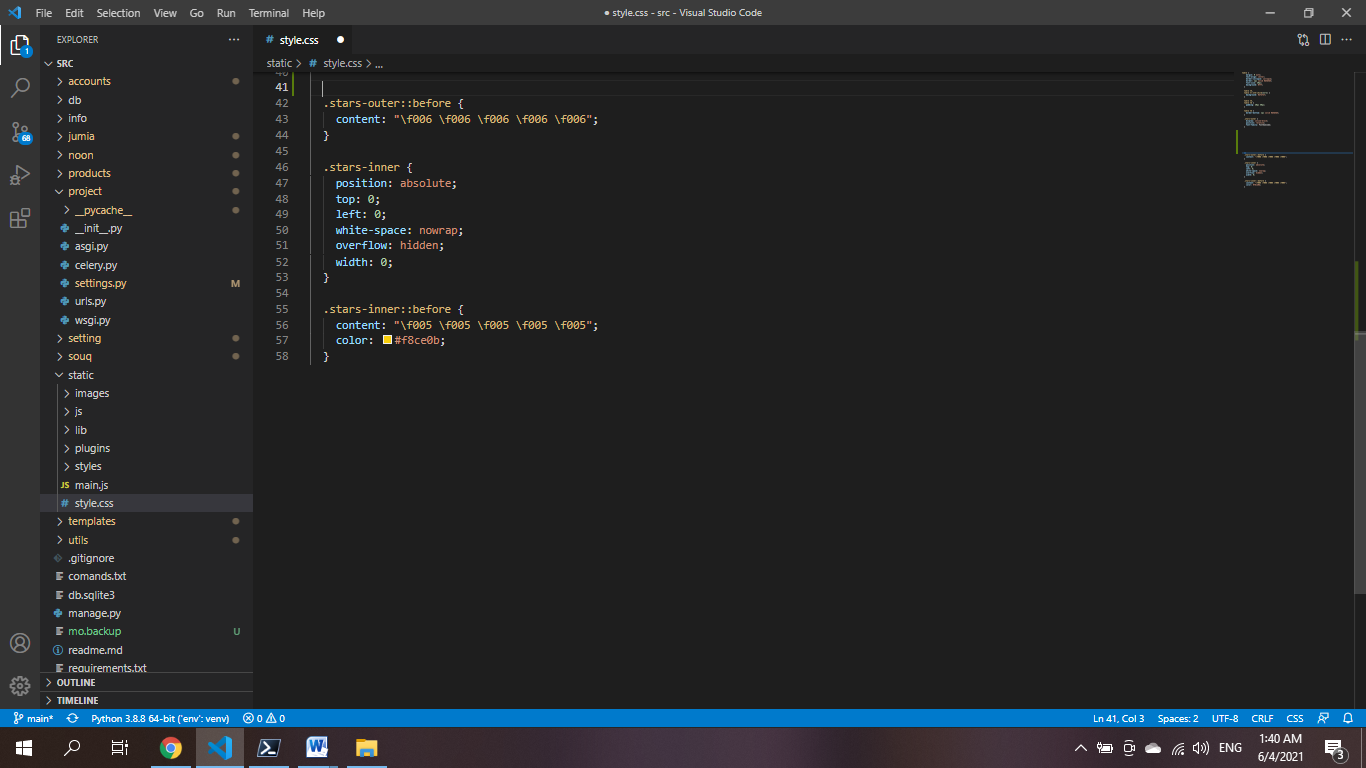 File Edit Selection View Go Run Terminal Help
● style.css - src - Visual Studio Code
EXPLORER
SRC
accounts
db
info
jumia
noon
products
project
__pycache__
__init__.py
asgi.py
celery.py
settings.py M
urls.py
wsgi.py
setting
souq
static
images
js
lib
plugins
styles
JS main.js
# style.css
templates
utils
.gitignore
comands.txt
db.sqlite3
manage.py
mo.backup U
readme.md
requirements.txt
OUTLINE
TIMELINE
1
68
# style.css ●
static > # style.css > ...
40
41
42 .stars-outer::before {
43 content: "\f006 \f006 \f006 \f006 \f006";
44 }
45
46 .stars-inner {
47 position: absolute;
48 top: 0;
49 left: 0;
50 white-space: nowrap;
51 overflow: hidden;
52 width: 0;
53 }
54
55 .stars-inner::before {
56 content: "\f005 \f005 \f005 \f005 \f005";
57 color: #f8ce0b;
58 }
main* Python 3.8.8 64-bit ('env': venv) 0 0 Ln 41, Col 3 Spaces: 2 UTF-8 CRLF CSS
ENG
1:40 AM
6/4/2021
3